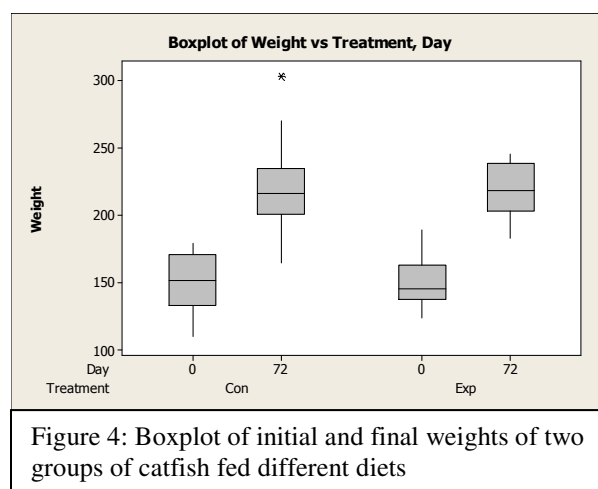 Boxplot of Weight vs Treatment, Day
300
250
200
150
100
Weight
Day 0 72 0 72
Treatment Con Exp
Figure 4: Boxplot of initial and final weights of two
groups of catfish fed different diets